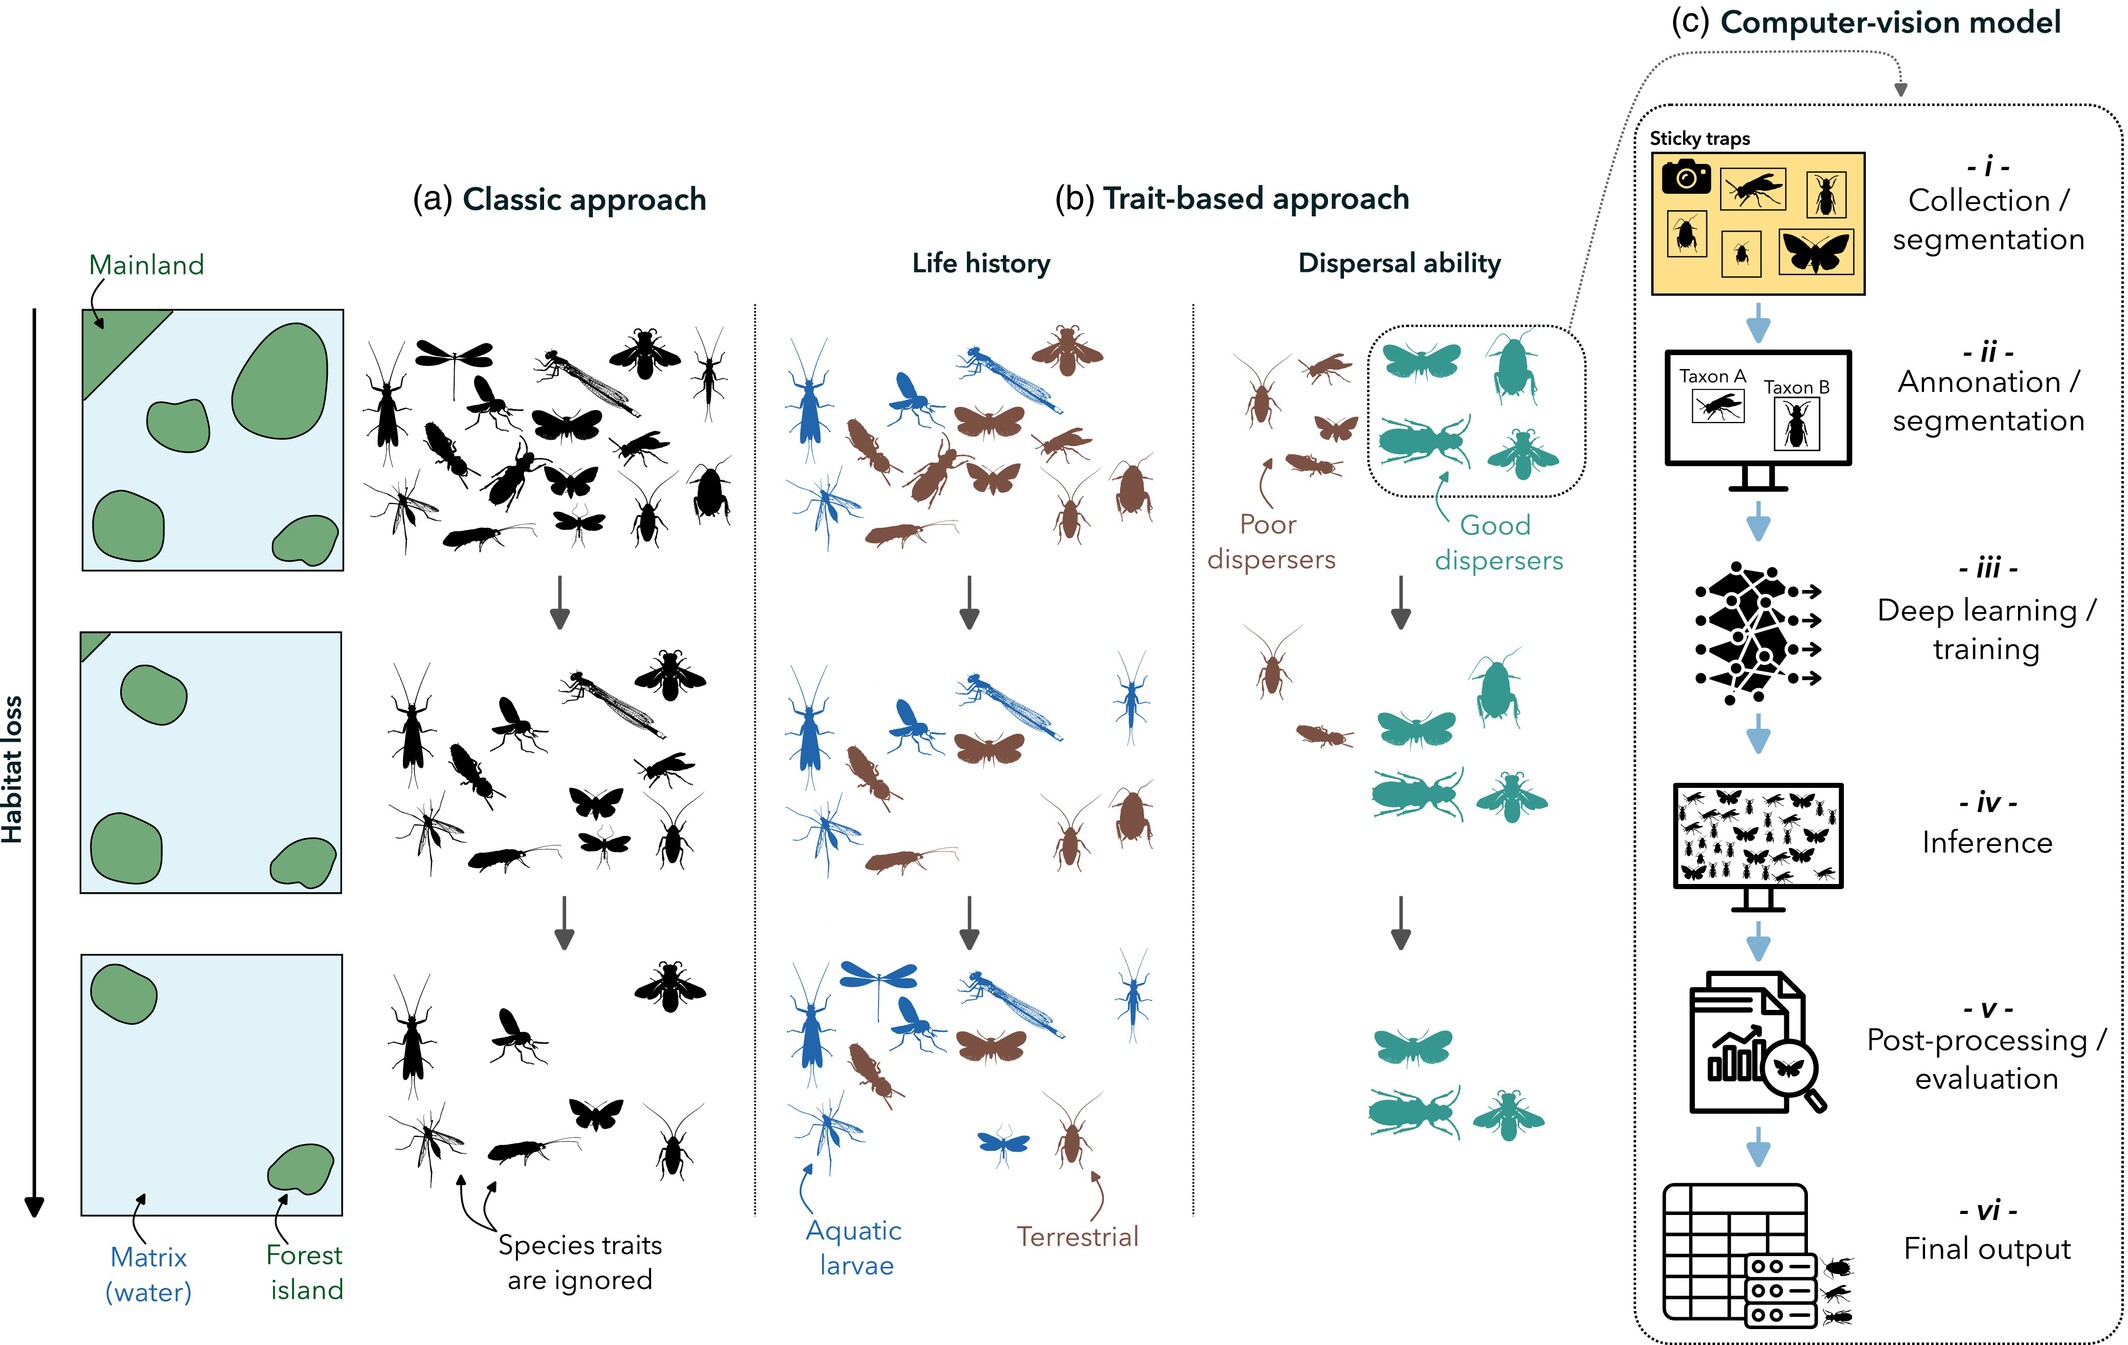 (c) Computer-vision model
(a) Classic approach
(b) Trait-based approach
Life history
Dispersal ability
Mainland
Habitat loss
Poor
dispersers
Good
dispersers
Matrix
(water)
Forest
island
Species traits
are ignored
Aquatic
larvae
Terrestrial
Sticky traps
- i -
Collection /
segmentation
Taxon A
Taxon B
- ii -
Annonation /
segmentation
- iii -
Deep learning /
training
- iv -
Inference
- v -
Post-processing /
evaluation
- vi -
Final output